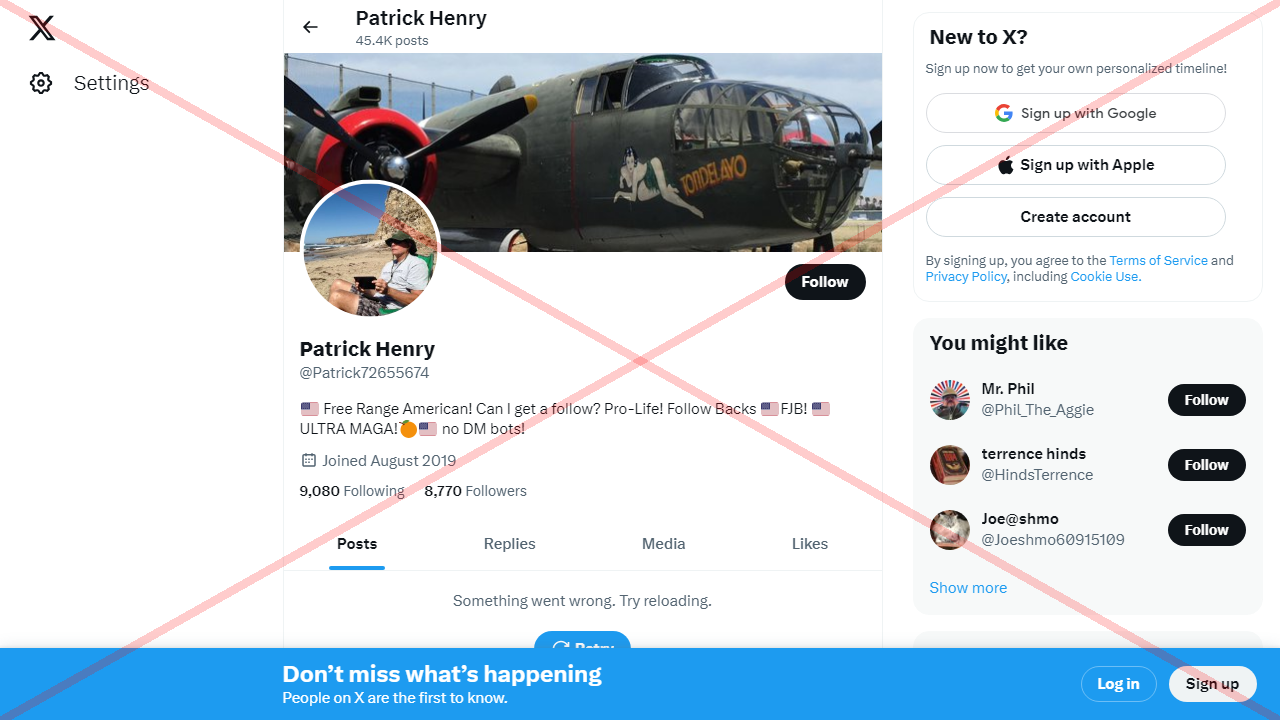 Settings
Patrick Henry
45.4K posts
TONDELAYO
Follow
Patrick Henry
@Patrick72655674
🇺🇸 Free Range American! Can I get a follow? Pro-Life! Follow Backs 🇺🇸FJB! 🇺🇸
ULTRA MAGA!🍊🇺🇸 no DM bots!
Joined August 2019
9,080 Following 8,770 Followers
Posts Replies Media Likes
Something went wrong. Try reloading.
Retry
New to X?
Sign up now to get your own personalized timeline!
Sign up with Google
Sign up with Apple
Create account
By signing up, you agree to the Terms of Service and
Privacy Policy, including Cookie Use.
You might like
Mr. Phil
@Phil_The_Aggie
Follow
terrence hinds
@HindsTerrence
Follow
Joe@shmo
@Joeshmo60915109
Follow
Show more
Don’t miss what’s happening
People on X are the first to know.
Log in
Sign up